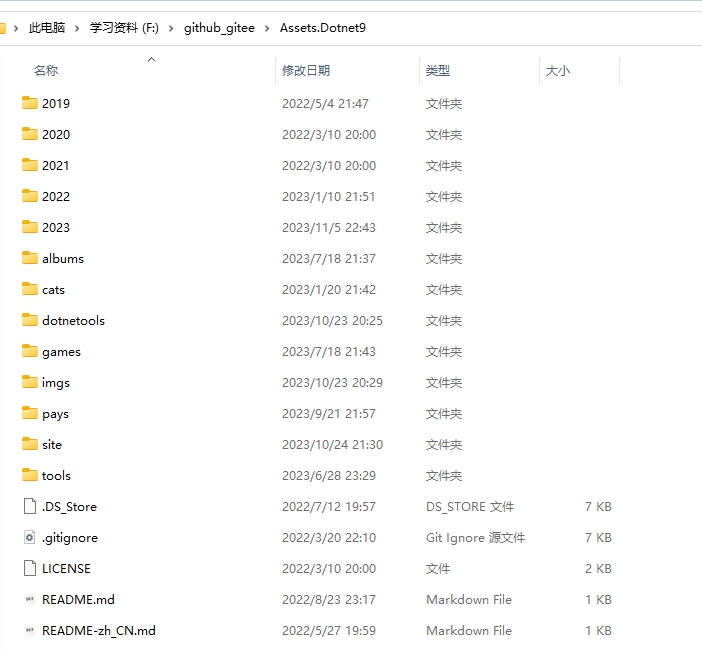 此电脑 › 学习资料 (F:) › github_gitee › Assets.Dotnet9
名称 修改日期 类型 大小
2019 2022/5/4 21:47 文件夹
2020 2022/3/10 20:00 文件夹
2021 2022/3/10 20:00 文件夹
2022 2023/1/10 21:51 文件夹
2023 2023/11/5 22:43 文件夹
albums 2023/7/18 21:37 文件夹
cats 2023/1/20 21:42 文件夹
dotnetools 2023/10/23 20:25 文件夹
games 2023/7/18 21:43 文件夹
imgs 2023/10/23 20:29 文件夹
pays 2023/9/21 21:57 文件夹
site 2023/10/24 21:30 文件夹
tools 2023/6/28 23:29 文件夹
.DS_Store 2022/7/12 19:57 DS_STORE 文件 7 KB
.gitignore 2022/3/20 22:10 Git Ignore 源文件 7 KB
LICENSE 2022/3/10 20:00 文件 2 KB
README.md 2022/8/23 23:17 Markdown File 1 KB
README-zh_CN.md 2022/5/27 19:59 Markdown File 1 KB